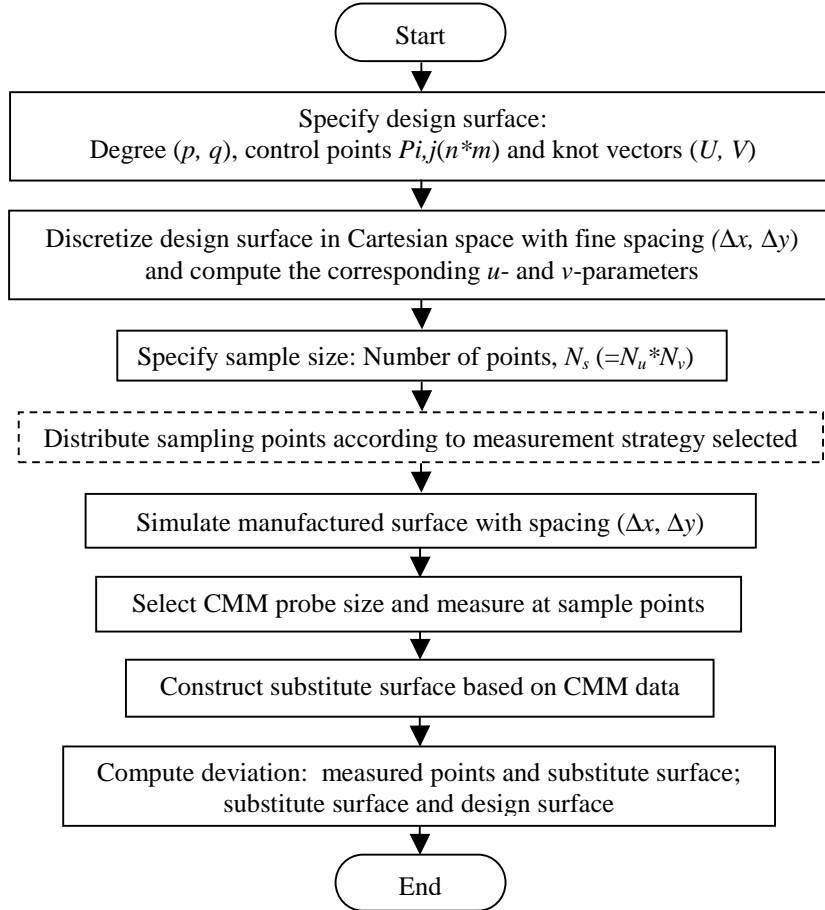 Start
Specify design surface:
Degree (p, q), control points Pi,j(n*m) and knot vectors (U, V)
Discretize design surface in Cartesian space with fine spacing (Δx, Δy)
and compute the corresponding u- and v-parameters
Specify sample size: Number of points, Ns (=Nu*Nv)
Distribute sampling points according to measurement strategy selected
Simulate manufactured surface with spacing (Δx, Δy)
Select CMM probe size and measure at sample points
Construct substitute surface based on CMM data
Compute deviation: measured points and substitute surface;
substitute surface and design surface
End